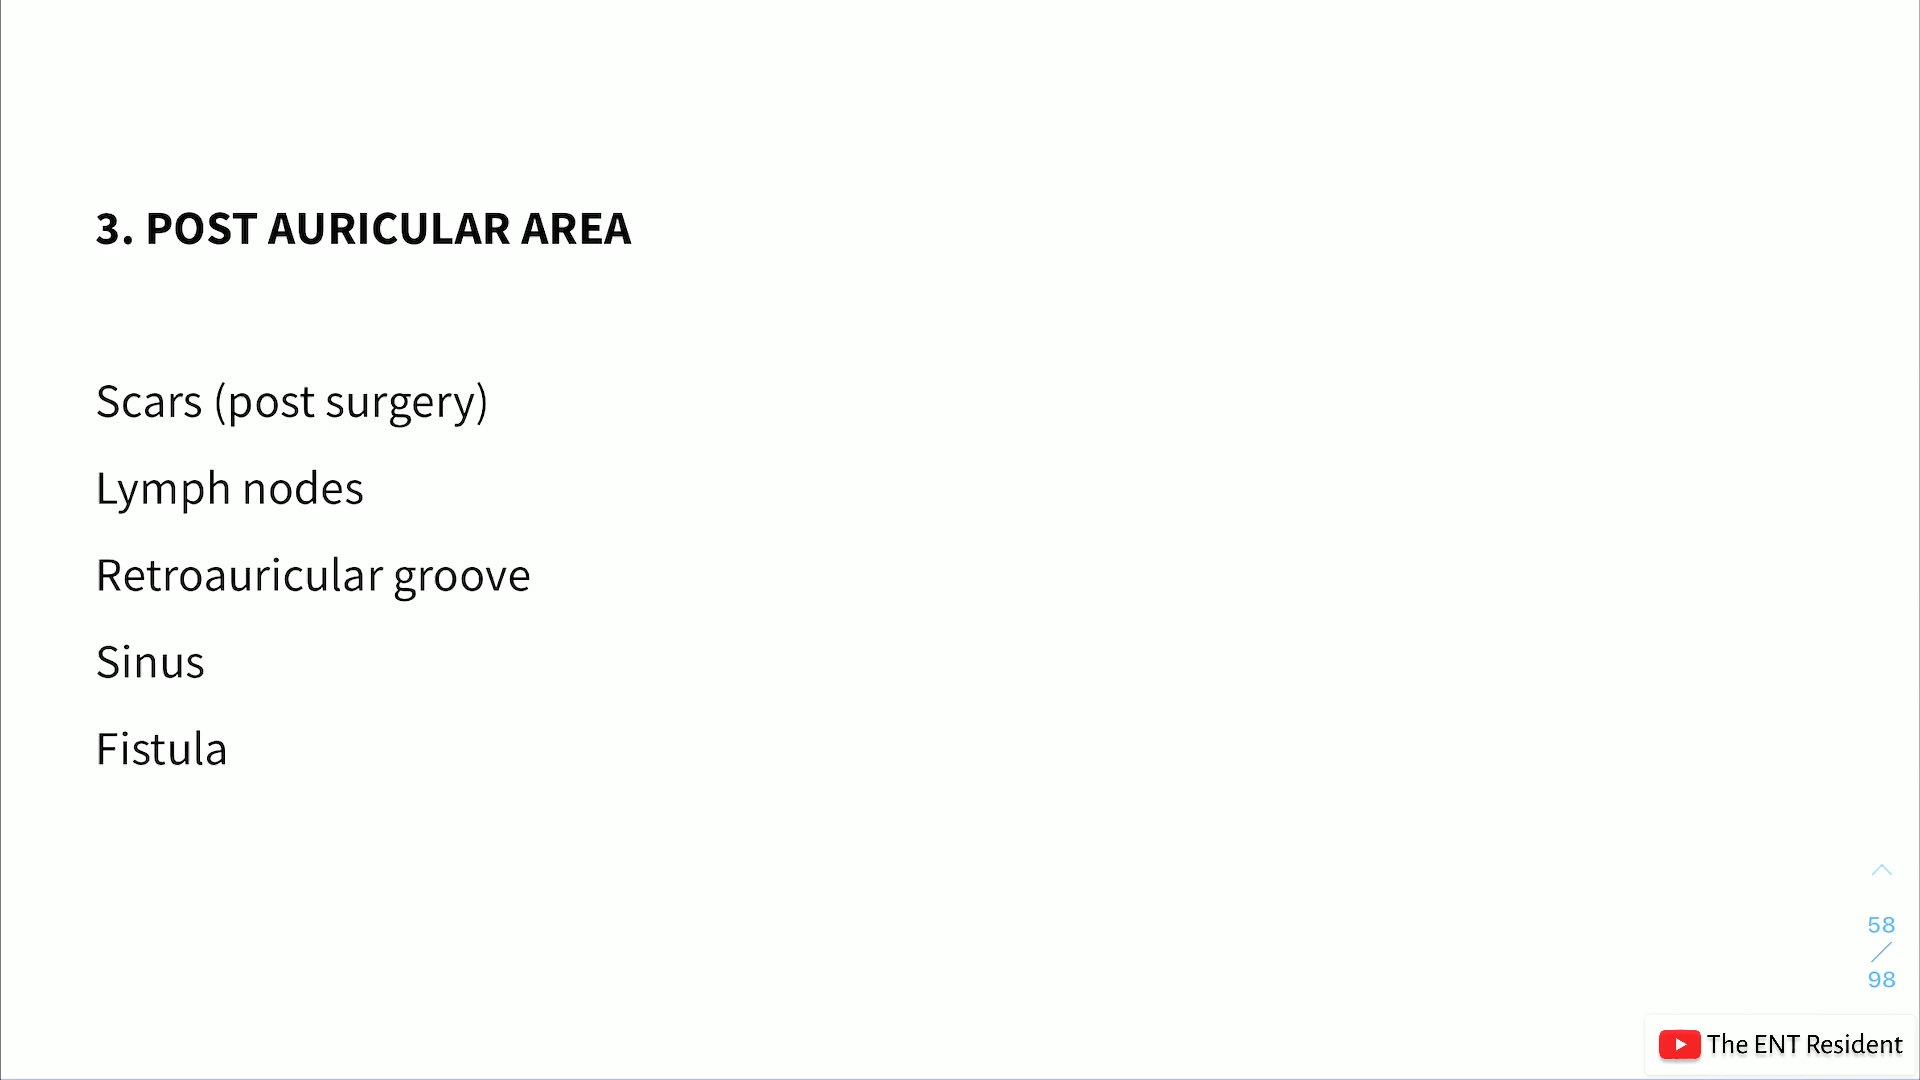 3. POST AURICULAR AREA
Scars (post surgery)
Lymph nodes
Retroauricular groove
Sinus
Fistula
58
/
98
The ENT Resident